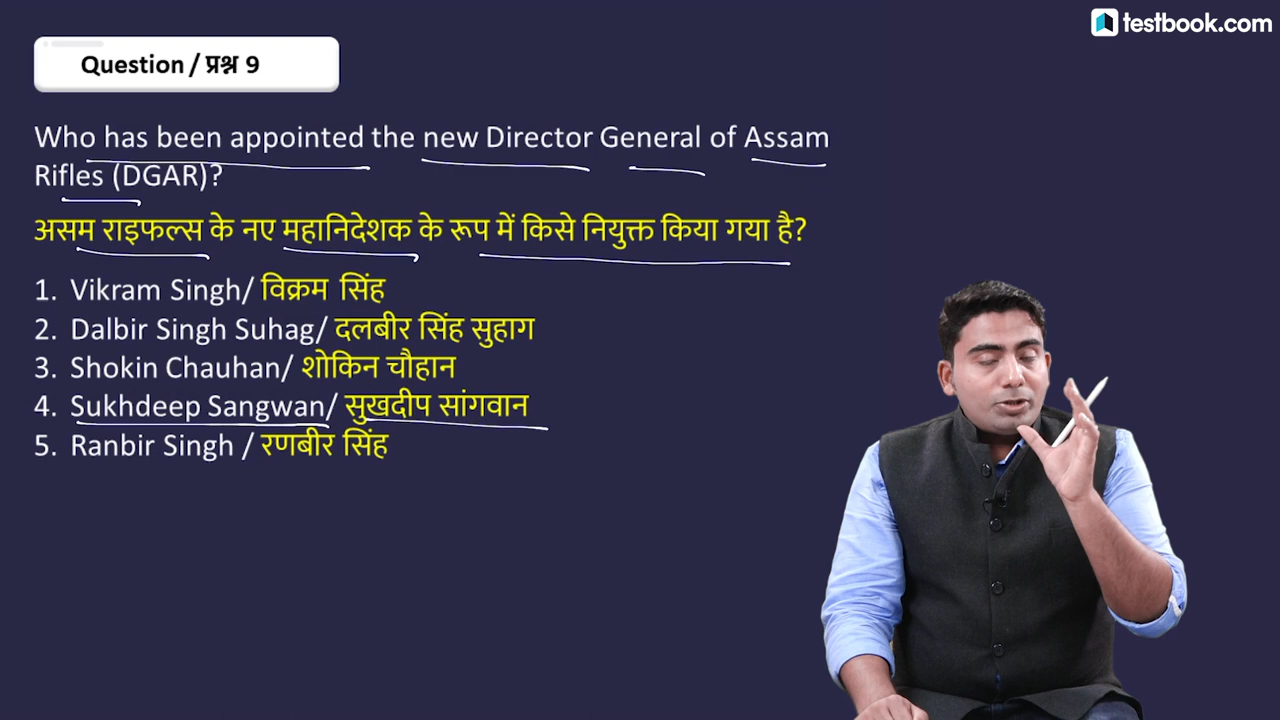 testbook.com
Question / प्रश्न 9
Who has been appointed the new Director General of Assam
Rifles (DGAR)?
असम राइफल्स के नए महानिदेशक के रूप में किसे नियुक्त किया गया है?
1. Vikram Singh/ विक्रम सिंह
2. Dalbir Singh Suhag/ दलबीर सिंह सुहाग
3. Shokin Chauhan/ शोकिन चौहान
4. Sukhdeep Sangwan/ सुखदीप सांगवान
5. Ranbir Singh / रणबीर सिंह